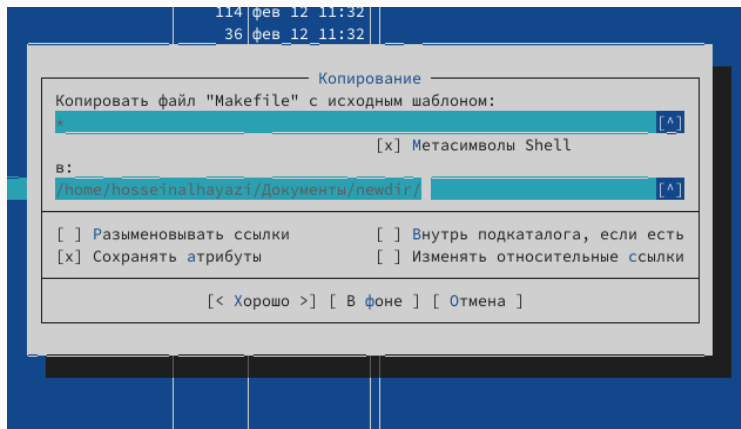 114 фев 12 11:32
36 фев 12 11:32
Копирование
Копировать файл "Makefile" с исходным шаблоном:
* [^]
[x] Метасимволы Shell
в:
/home/hosseinalhayazi/Документы/newdir/ [^]
[ ] Разыменовывать ссылки [ ] Внутрь подкаталога, если есть
[x] Сохранять атрибуты [ ] Изменять относительные ссылки
[< Хорошо >] [ В фоне ] [ Отмена ]